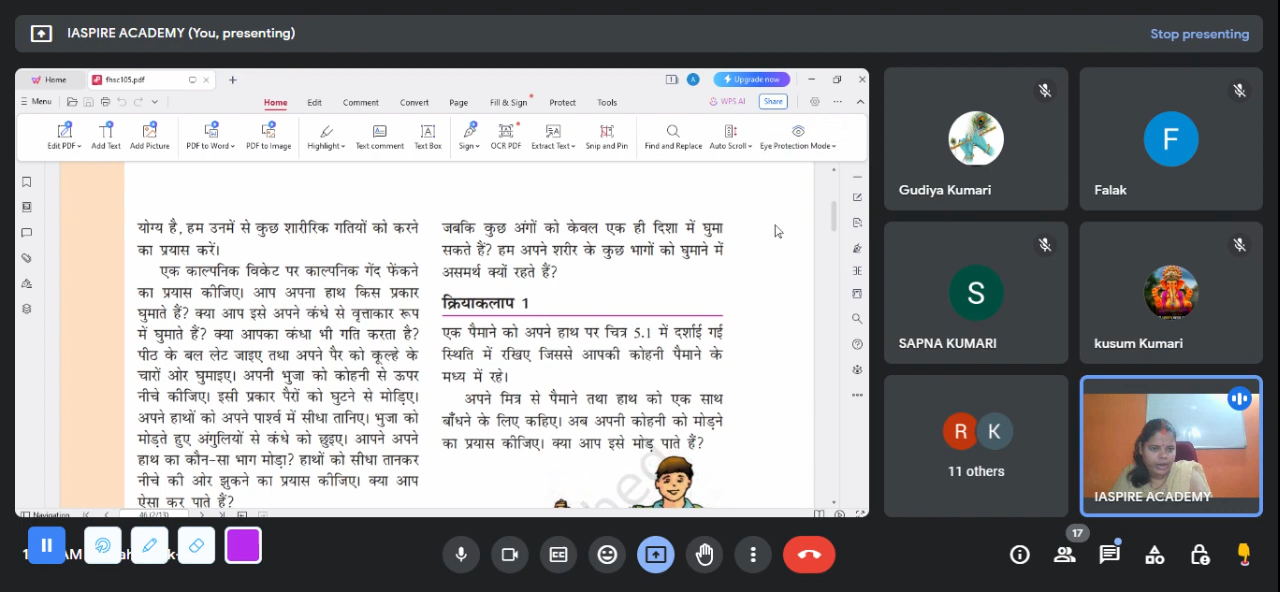 IASPIRE ACADEMY (You, presenting)
Stop presenting
Home
fhsc105.pdf
Upgrade now
Menu
Home Edit Comment Convert Page Fill & Sign Protect Tools
WPS AI
Share
Edit PDF Add Text Add Picture PDF to Word PDF to Image Highlight Text comment Text Box Sign OCR PDF Extract Text Snip and Pin Find and Replace Auto Scroll Eye Protection Mode
योग्य है, हम उनमें से कुछ शारीरिक गतियों को करने
का प्रयास करें।
एक काल्पनिक विकेट पर काल्पनिक गेंद फेंकने
का प्रयास कीजिए। आप अपना हाथ किस प्रकार
घुमाते हैं? क्या आप इसे अपने कंधे से वृत्ताकार रूप
में घुमाते हैं? क्या आपका कंधा भी गति करता है?
पीठ के बल लेट जाइए तथा अपने पैर को कूल्हे के
चारों ओर घुमाइए। अपनी भुजा को कोहनी से ऊपर
नीचे कीजिए। इसी प्रकार पैरों को घुटने से मोड़िए।
अपने हाथों को अपने पार्श्व में सीधा तानिए। भुजा को
मोड़ते हुए अंगुलियों से कंधे को छुइए। आपने अपने
हाथ का कौन-सा भाग मोड़ा? हाथों को सीधा तानकर
नीचे की ओर झुकने का प्रयास कीजिए। क्या आप
ऐसा कर पाते हैं?
जबकि कुछ अंगों को केवल एक ही दिशा में घुमा
सकते हैं? हम अपने शरीर के कुछ भागों को घुमाने में
असमर्थ क्यों रहते हैं?
क्रियाकलाप 1
एक पैमाने को अपने हाथ पर चित्र 5.1 में दर्शाई गई
स्थिति में रखिए जिससे आपकी कोहनी पैमाने के
मध्य में रहे।
अपने मित्र से पैमाने तथा हाथ को एक साथ
बाँधने के लिए कहिए। अब अपनी कोहनी को मोड़ने
का प्रयास कीजिए। क्या आप इसे मोड़ पाते हैं?
Navigating
Gudiya Kumari
F
Falak
S
SAPNA KUMARI
kusum Kumari
R K
11 others
IASPIRE ACADEMY
17